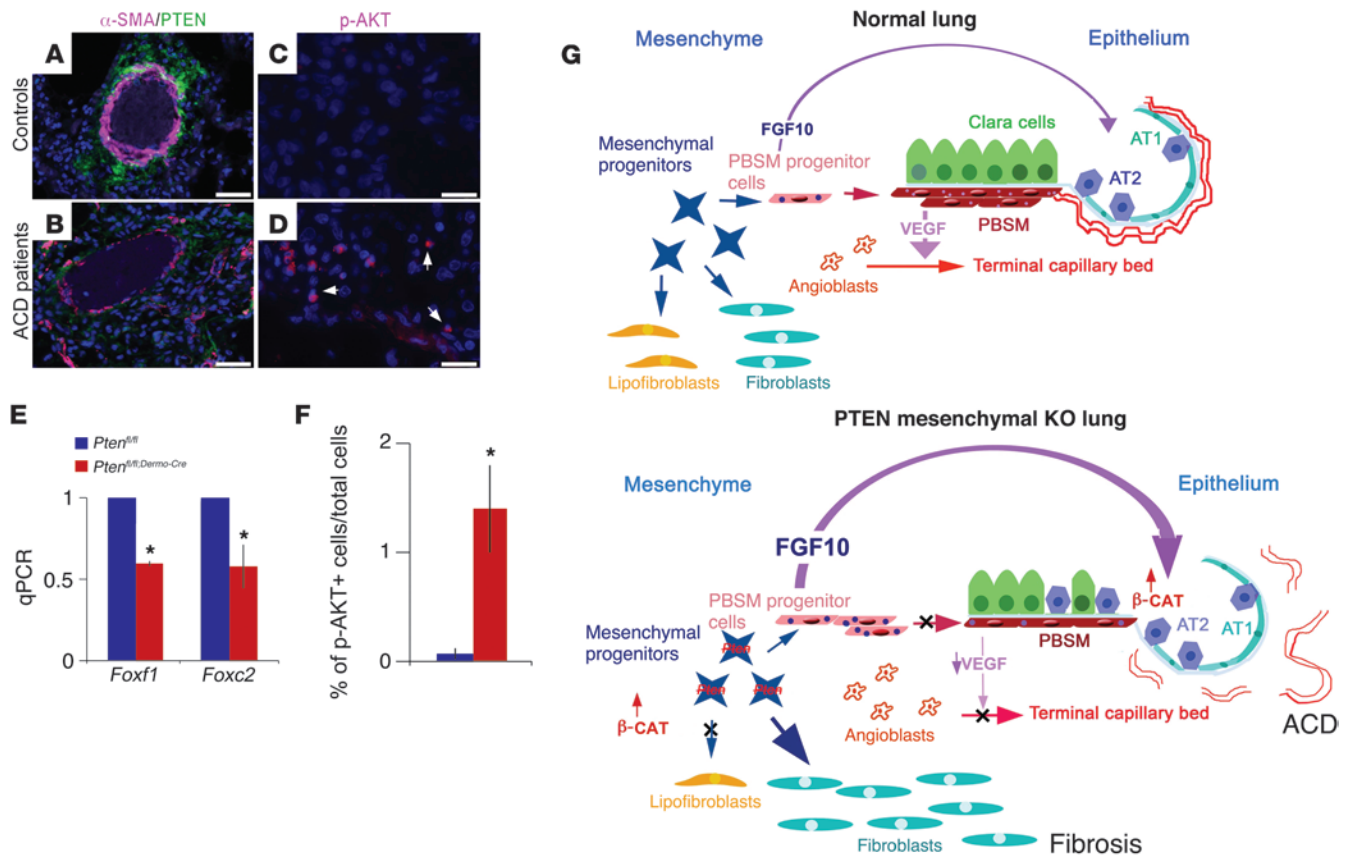 α-SMA/PTEN
p-AKT
A
C
Controls
B
D
ACD patients
E
Pten^fl/fl
Pten^fl/fl;Dermo-Cre
qPCR
1
0.5
0
Foxf1
Foxc2
*
*
F
% of p-AKT+ cells/total cells
2
1
0
*
G
Normal lung
Mesenchyme
Epithelium
FGF10
Clara cells
AT1
Mesenchymal
progenitors
PBSM progenitor
cells
AT2
PBSM
VEGF
Angioblasts
Terminal capillary bed
Lipofibroblasts
Fibroblasts
PTEN mesenchymal KO lung
Mesenchyme
Epithelium
FGF10
PBSM progenitor
cells
β-CAT
AT2
AT1
Mesenchymal
progenitors
PBSM
Pten
Pten
Pten
VEGF
β-CAT
Angioblasts
Terminal capillary bed
ACD
Lipofibroblasts
Fibroblasts
Fibrosis